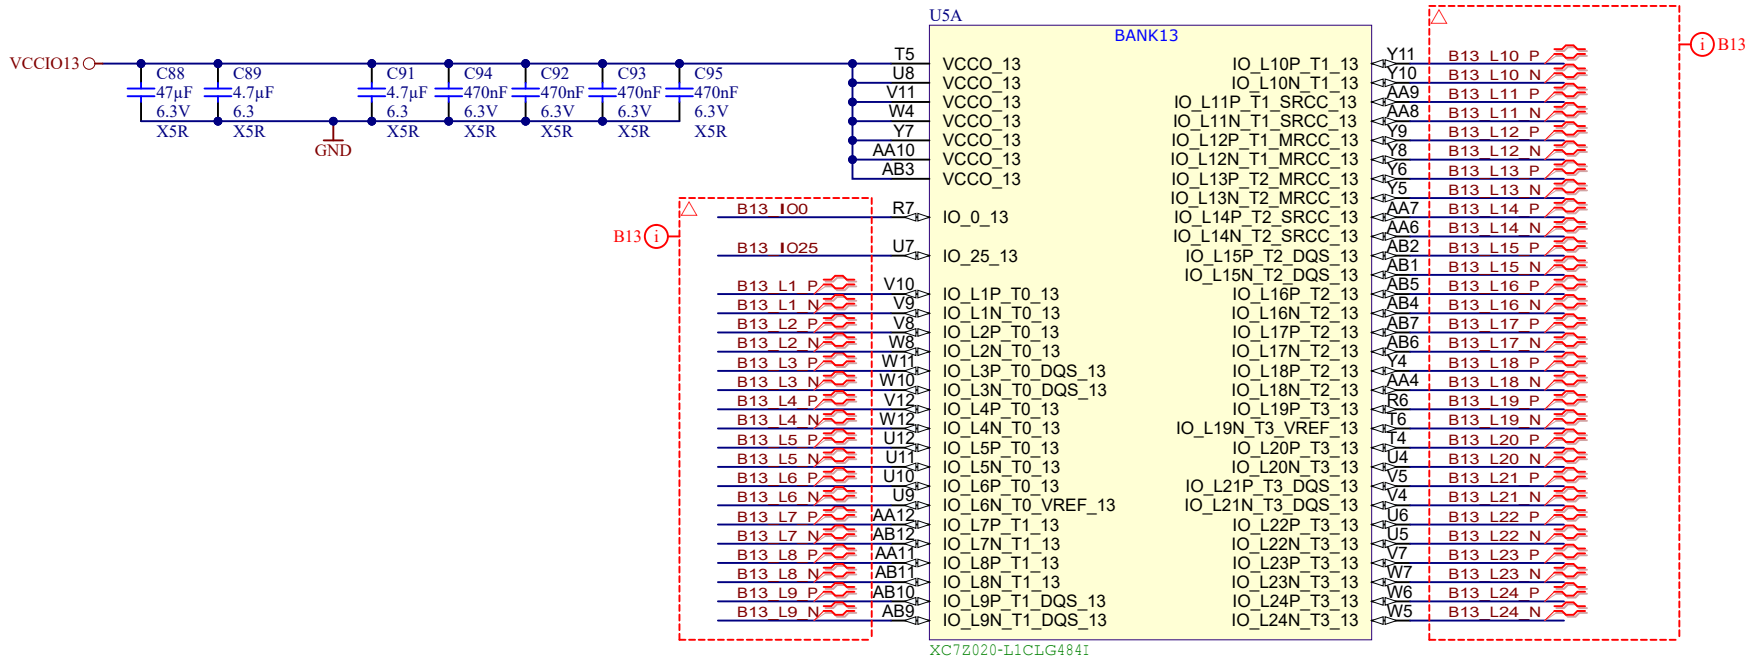 U5A
BANK13
VCCIO13
C88
47µF
6.3V
X5R
C89
4.7µF
6.3
X5R
GND
C91
4.7µF
6.3
X5R
C94
470nF
6.3V
X5R
C92
470nF
6.3V
X5R
C93
470nF
6.3V
X5R
C95
470nF
6.3V
X5R
T5 VCCO_13
U8 VCCO_13
V11 VCCO_13
W4 VCCO_13
Y7 VCCO_13
AA10 VCCO_13
AB3 VCCO_13
B13 i
B13_IO0 R7 IO_0_13
B13_IO25 U7 IO_25_13
B13_L1_P V10 IO_L1P_T0_13
B13_L1_N V9 IO_L1N_T0_13
B13_L2_P V8 IO_L2P_T0_13
B13_L2_N W8 IO_L2N_T0_13
B13_L3_P W11 IO_L3P_T0_DQS_13
B13_L3_N W10 IO_L3N_T0_DQS_13
B13_L4_P V12 IO_L4P_T0_13
B13_L4_N W12 IO_L4N_T0_13
B13_L5_P U12 IO_L5P_T0_13
B13_L5_N U11 IO_L5N_T0_13
B13_L6_P U10 IO_L6P_T0_13
B13_L6_N U9 IO_L6N_T0_VREF_13
B13_L7_P AA12 IO_L7P_T1_13
B13_L7_N AB12 IO_L7N_T1_13
B13_L8_P AA11 IO_L8P_T1_13
B13_L8_N AB11 IO_L8N_T1_13
B13_L9_P AB10 IO_L9P_T1_DQS_13
B13_L9_N AB9 IO_L9N_T1_DQS_13
IO_L10P_T1_13 Y11 B13_L10_P
IO_L10N_T1_13 Y10 B13_L10_N
IO_L11P_T1_SRCC_13 AA9 B13_L11_P
IO_L11N_T1_SRCC_13 AA8 B13_L11_N
IO_L12P_T1_MRCC_13 Y9 B13_L12_P
IO_L12N_T1_MRCC_13 Y8 B13_L12_N
IO_L13P_T2_MRCC_13 Y6 B13_L13_P
IO_L13N_T2_MRCC_13 Y5 B13_L13_N
IO_L14P_T2_SRCC_13 AA7 B13_L14_P
IO_L14N_T2_SRCC_13 AA6 B13_L14_N
IO_L15P_T2_DQS_13 AB2 B13_L15_P
IO_L15N_T2_DQS_13 AB1 B13_L15_N
IO_L16P_T2_13 AB5 B13_L16_P
IO_L16N_T2_13 AB4 B13_L16_N
IO_L17P_T2_13 AB7 B13_L17_P
IO_L17N_T2_13 AB6 B13_L17_N
IO_L18P_T2_13 Y4 B13_L18_P
IO_L18N_T2_13 AA4 B13_L18_N
IO_L19P_T3_13 R6 B13_L19_P
IO_L19N_T3_VREF_13 T6 B13_L19_N
IO_L20P_T3_13 T4 B13_L20_P
IO_L20N_T3_13 U4 B13_L20_N
IO_L21P_T3_DQS_13 V5 B13_L21_P
IO_L21N_T3_DQS_13 V4 B13_L21_N
IO_L22P_T3_13 U6 B13_L22_P
IO_L22N_T3_13 U5 B13_L22_N
IO_L23P_T3_13 V7 B13_L23_P
IO_L23N_T3_13 W7 B13_L23_N
IO_L24P_T3_13 W6 B13_L24_P
IO_L24N_T3_13 W5 B13_L24_N
i B13
XC7Z020-L1CLG484I